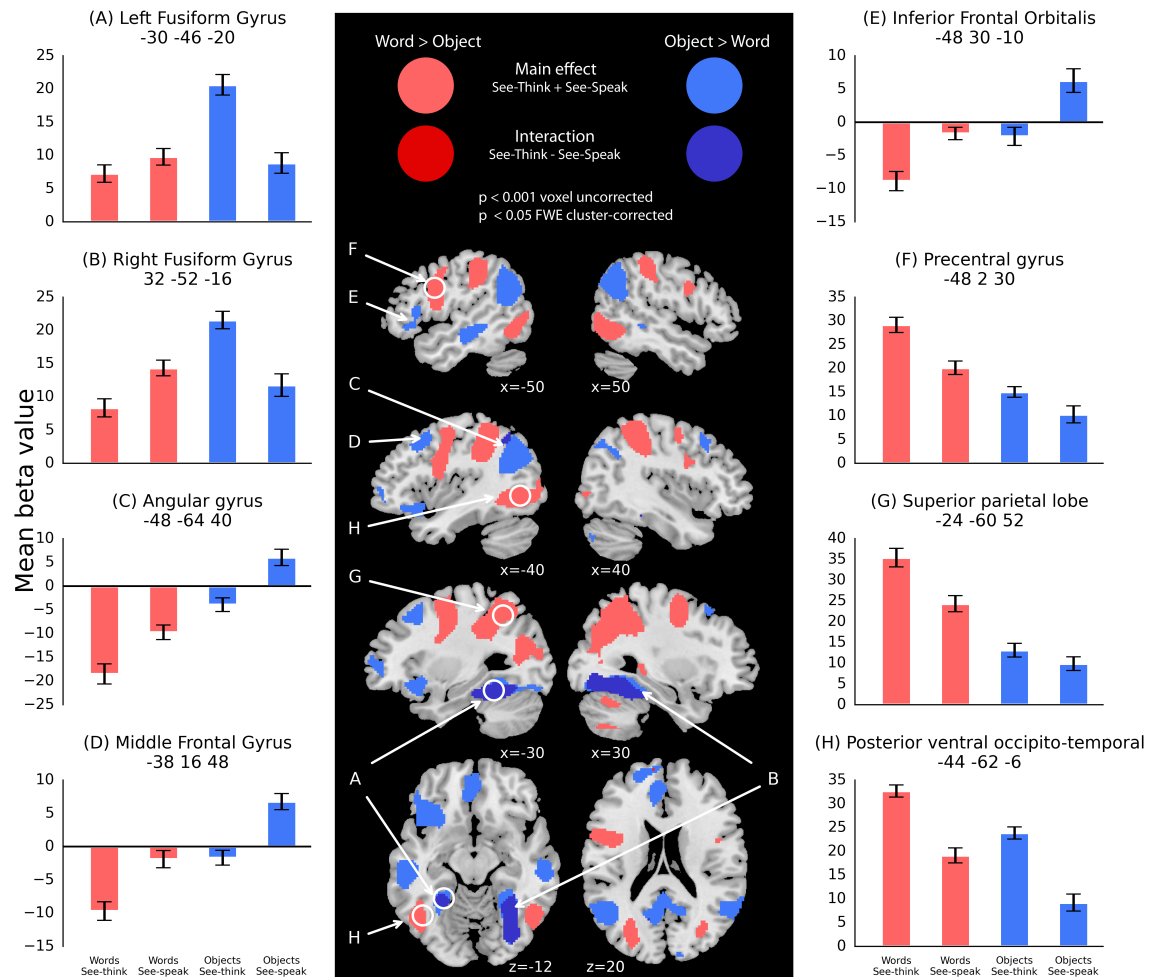 (A) Left Fusiform Gyrus
-30 -46 -20
25
20
15
10
5
0
(B) Right Fusiform Gyrus
32 -52 -16
25
20
15
10
5
0
Mean beta value
(C) Angular gyrus
-48 -64 40
10
5
0
−5
−10
−15
−20
−25
(D) Middle Frontal Gyrus
-38 16 48
10
5
0
−5
−10
−15
Words See-think
Words See-speak
Objects See-think
Objects See-speak
Word > Object
Object > Word
Main effect
See-Think + See-Speak
Interaction
See-Think - See-Speak
p < 0.001 voxel uncorrected
p < 0.05 FWE cluster-corrected
F
E
x=-50
x=50
C
D
H
x=-40
x=40
G
x=-30
x=30
A
B
H
z=-12
z=20
(E) Inferior Frontal Orbitalis
-48 30 -10
10
5
0
−5
−10
−15
(F) Precentral gyrus
-48 2 30
35
30
25
20
15
10
5
0
(G) Superior parietal lobe
-24 -60 52
40
35
30
25
20
15
10
5
0
(H) Posterior ventral occipito-temporal
-44 -62 -6
35
30
25
20
15
10
5
0
Words See-think
Words See-speak
Objects See-think
Objects See-speak